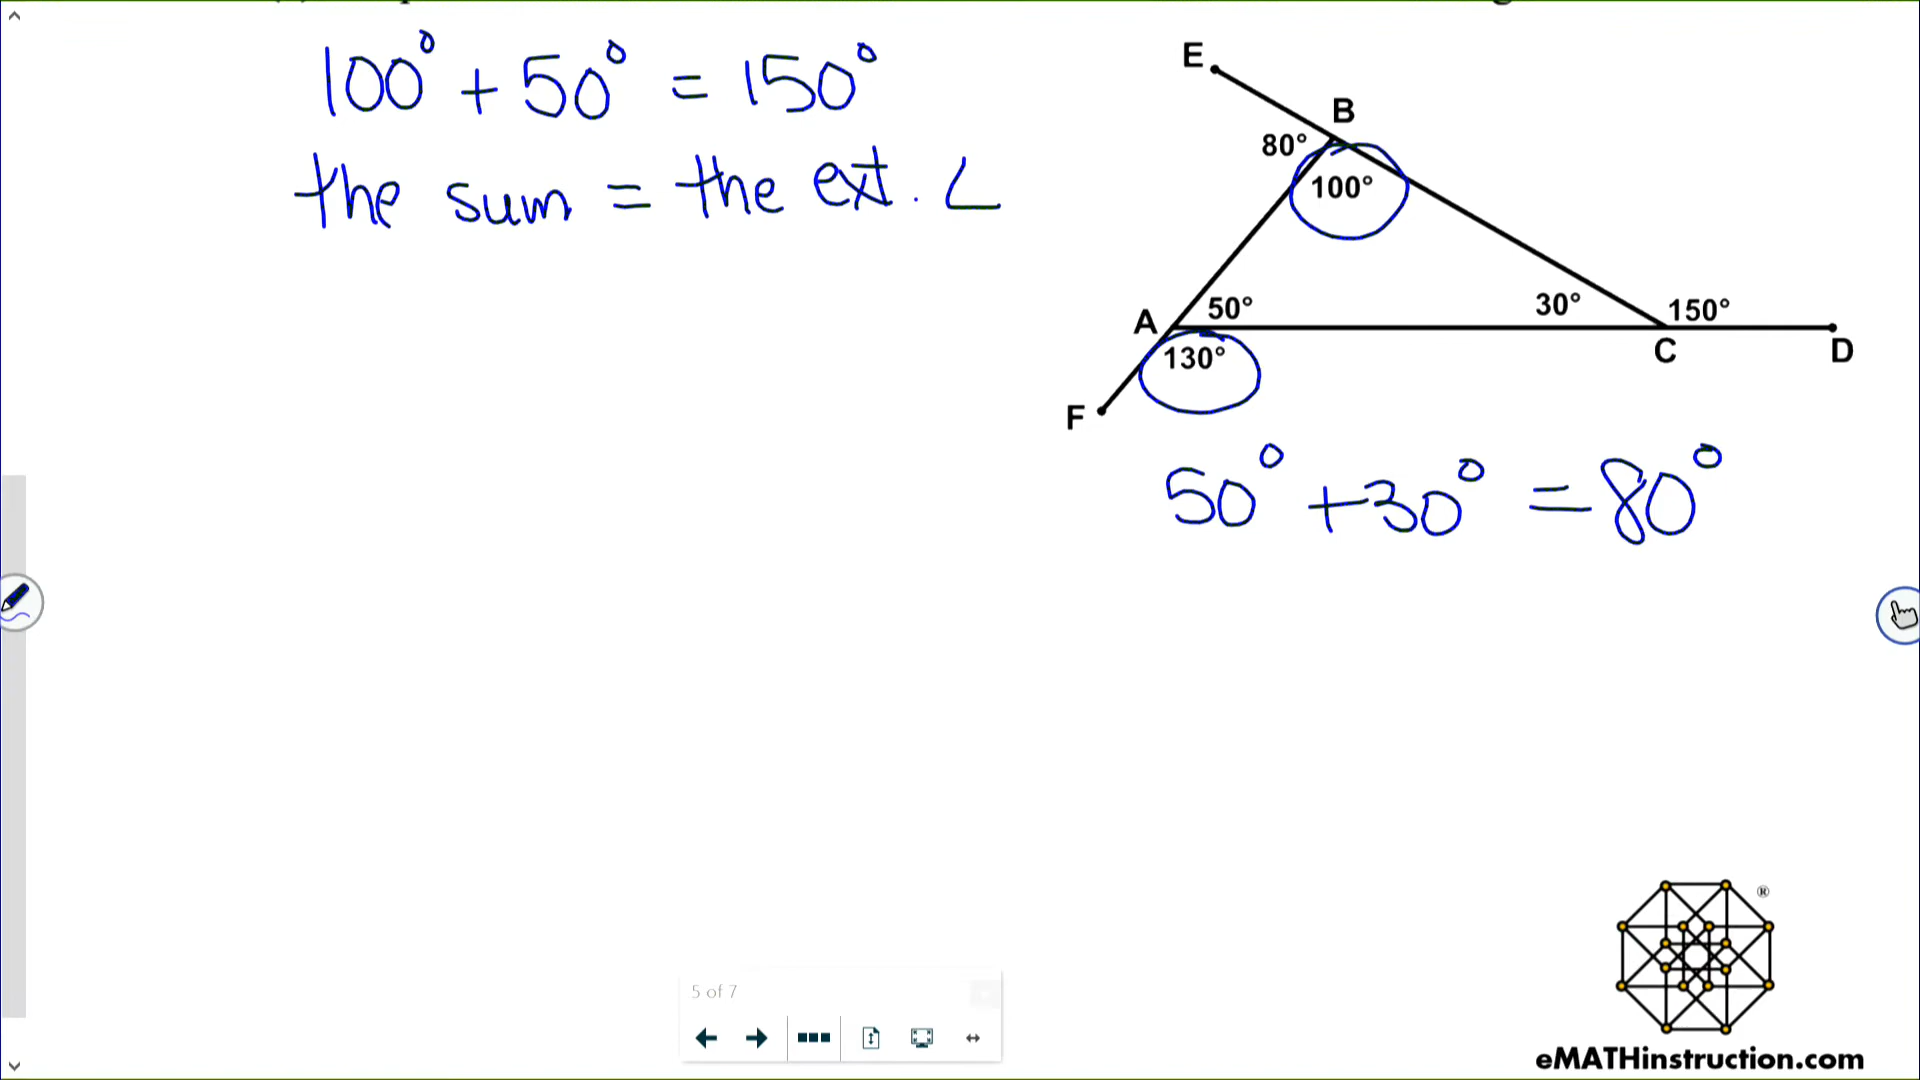 100° + 50° = 150°
the sum = the ext. ∠
E
B
80°
100°
A
50°
30°
150°
130°
C
D
F
50° + 30° = 80°
5 of 7
®
eMATHinstruction.com